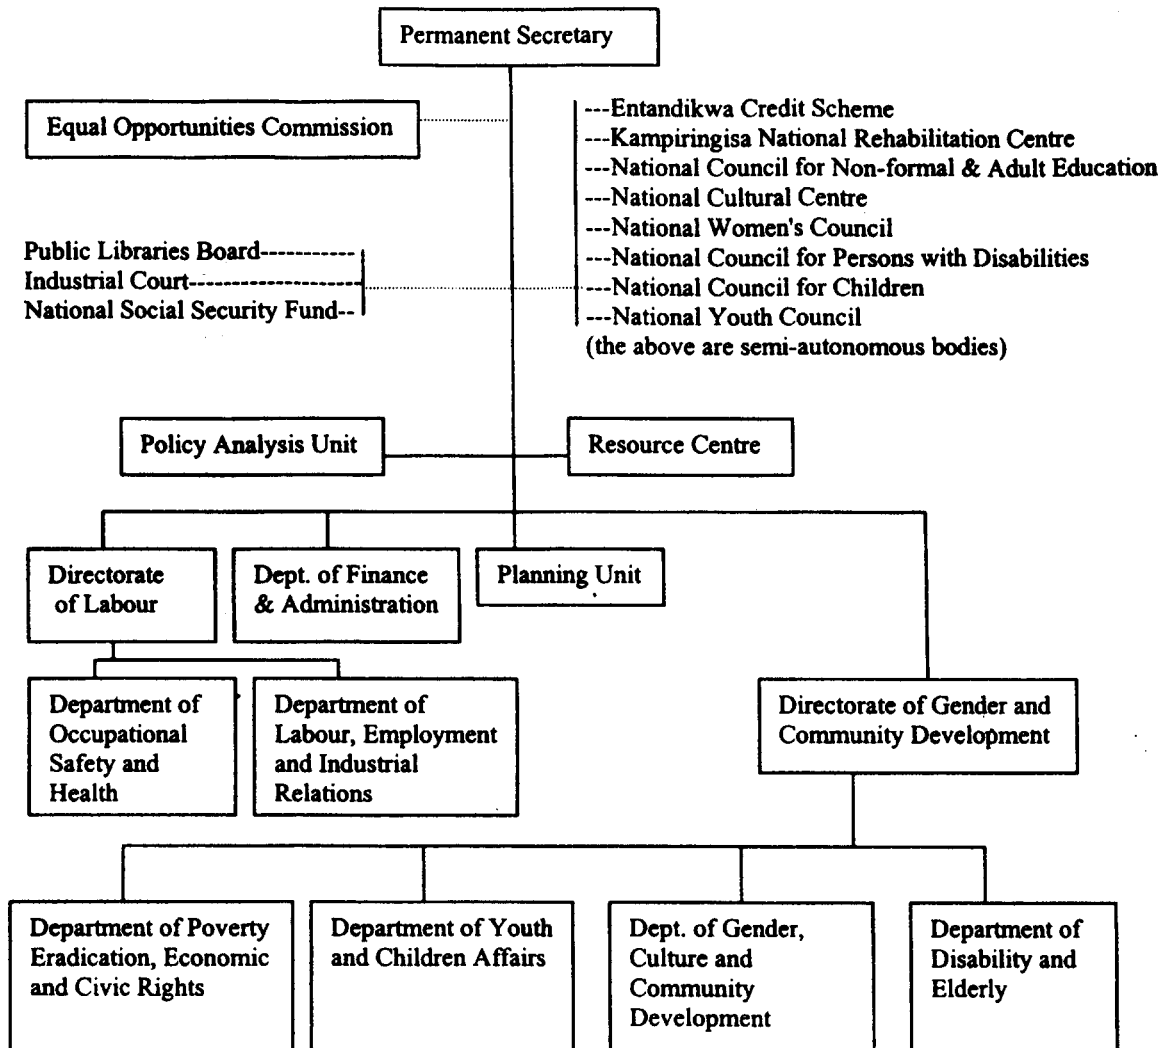 Permanent Secretary
Equal Opportunities Commission
---Entandikwa Credit Scheme
---Kampiringisa National Rehabilitation Centre
---National Council for Non-formal & Adult Education
---National Cultural Centre
---National Women's Council
---National Council for Persons with Disabilities
---National Council for Children
---National Youth Council
(the above are semi-autonomous bodies)
Public Libraries Board-----------
Industrial Court--------------------
National Social Security Fund--
Policy Analysis Unit
Resource Centre
Directorate
of Labour
Dept. of Finance
& Administration
Planning Unit
Department of
Occupational
Safety and
Health
Department of
Labour, Employment
and Industrial
Relations
Directorate of Gender and
Community Development
Department of Poverty
Eradication, Economic
and Civic Rights
Department of Youth
and Children Affairs
Dept. of Gender,
Culture and
Community
Development
Department of
Disability and
Elderly